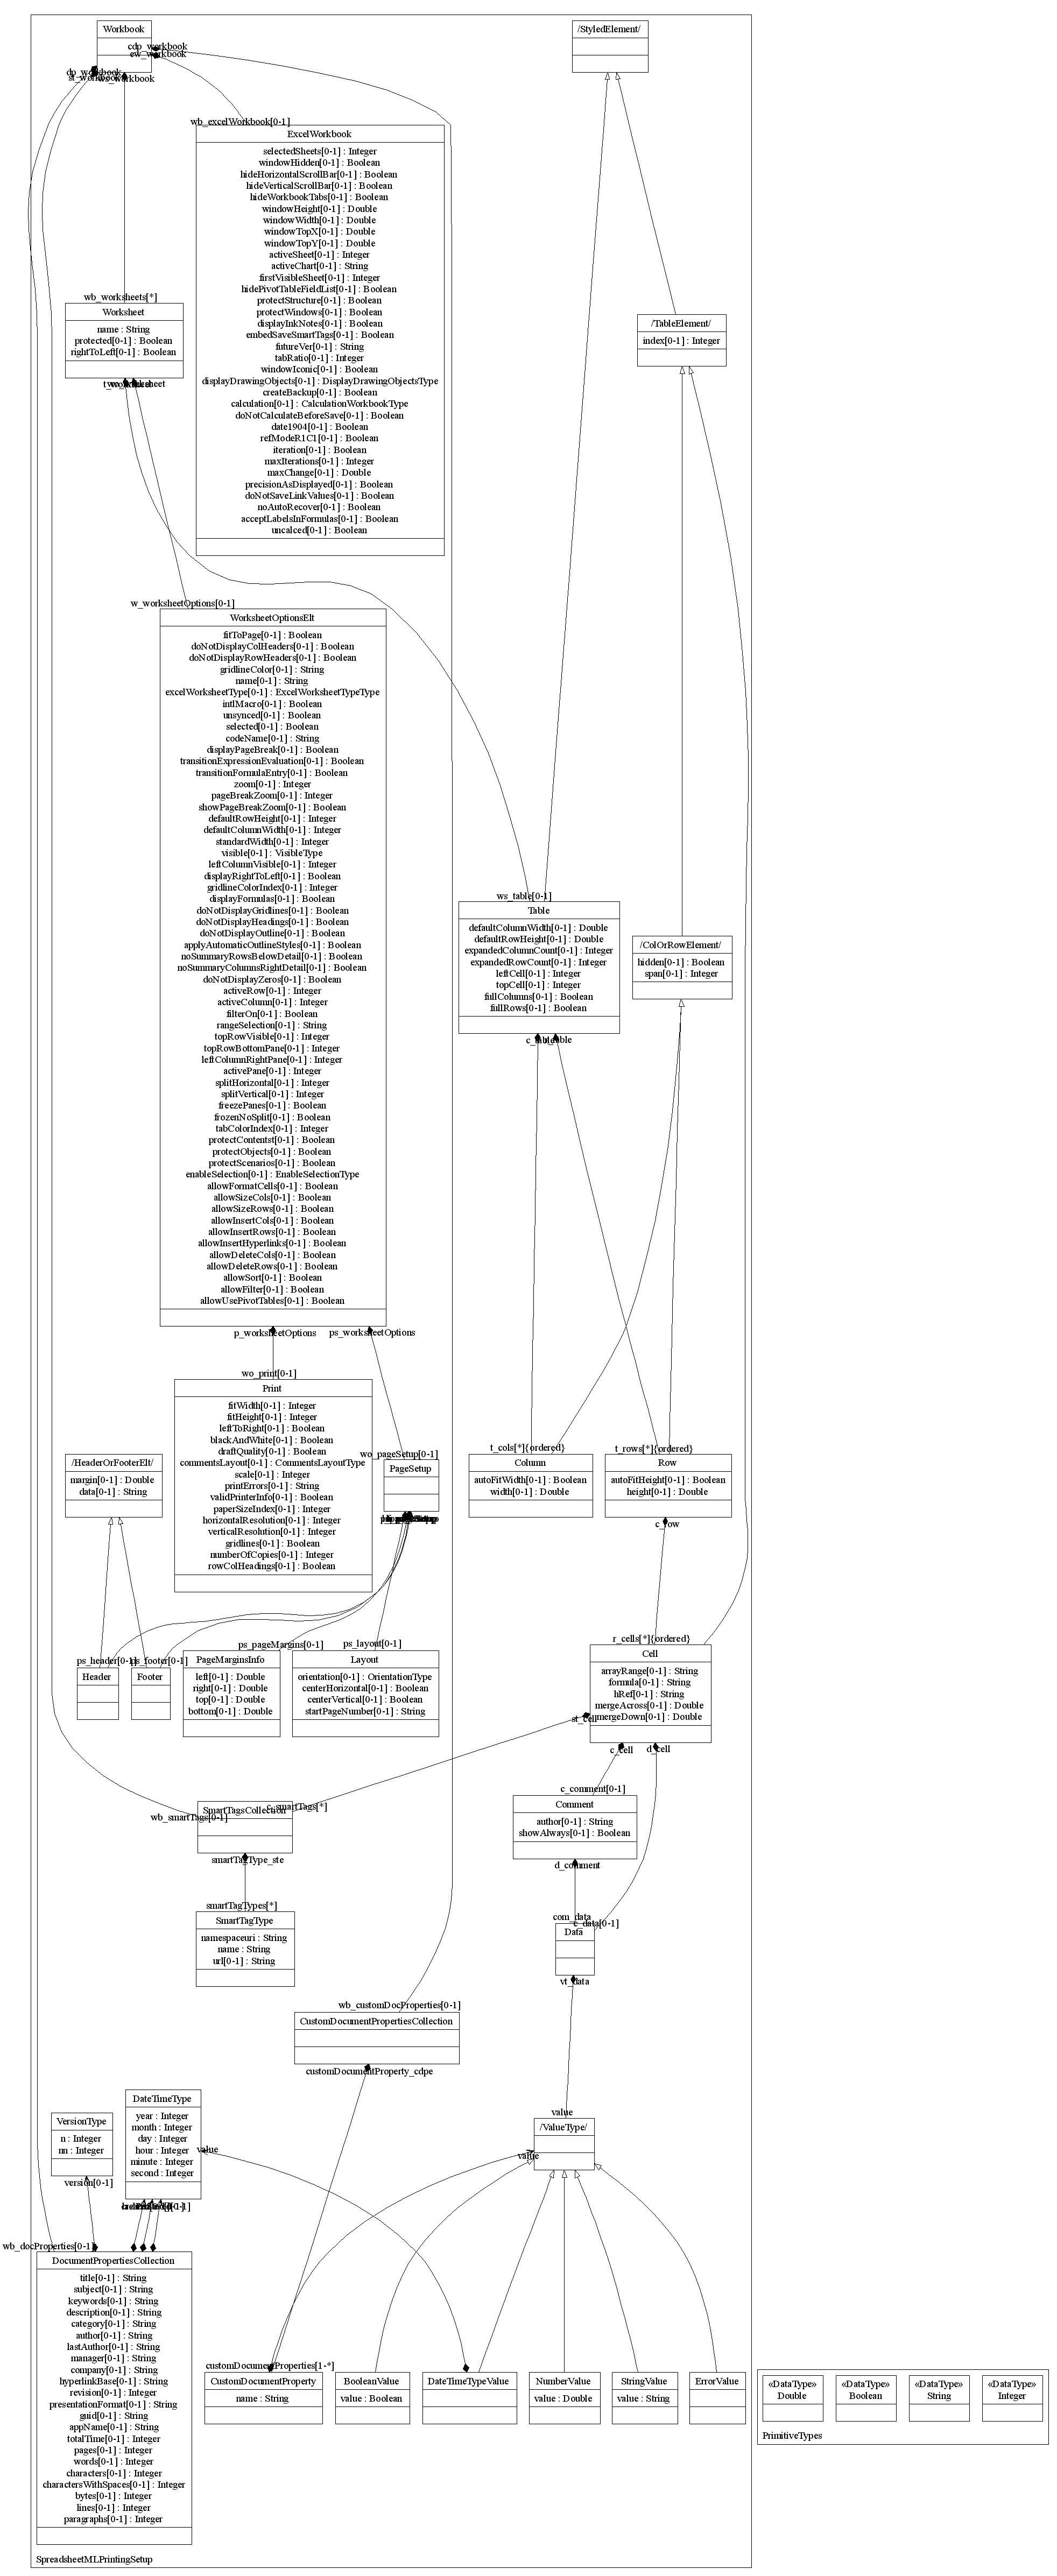 Workbook
cdp_workbook
ew_workbook
ws_workbook
/StyledElement/
wb_excelWorkbook[0-1]
ExcelWorkbook
selectedSheets[0-1] : Integer
windowHidden[0-1] : Boolean
hideHorizontalScrollBar[0-1] : Boolean
hideVerticalScrollBar[0-1] : Boolean
hideWorkbookTabs[0-1] : Boolean
windowHeight[0-1] : Double
windowWidth[0-1] : Double
windowTopX[0-1] : Double
windowTopY[0-1] : Double
activeSheet[0-1] : Integer
activeChart[0-1] : String
firstVisibleSheet[0-1] : Integer
hidePivotTableFieldList[0-1] : Boolean
protectStructure[0-1] : Boolean
protectWindows[0-1] : Boolean
displayInkNotes[0-1] : Boolean
embedSaveSmartTags[0-1] : Boolean
futureVer[0-1] : String
tabRatio[0-1] : Integer
windowIconic[0-1] : Boolean
displayDrawingObjects[0-1] : DisplayDrawingObjectsType
createBackup[0-1] : Boolean
calculation[0-1] : CalculationWorkbookType
doNotCalculateBeforeSave[0-1] : Boolean
date1904[0-1] : Boolean
refModeR1C1[0-1] : Boolean
iteration[0-1] : Boolean
maxIterations[0-1] : Integer
maxChange[0-1] : Double
precisionAsDisplayed[0-1] : Boolean
doNotSaveLinkValues[0-1] : Boolean
noAutoRecover[0-1] : Boolean
acceptLabelsInFormulas[0-1] : Boolean
uncalced[0-1] : Boolean
wb_worksheets[*]
Worksheet
name : String
protected[0-1] : Boolean
rightToLeft[0-1] : Boolean
/TableElement/
index[0-1] : Integer
w_worksheetOptions[0-1]
WorksheetOptionsElt
fitToPage[0-1] : Boolean
doNotDisplayColHeaders[0-1] : Boolean
doNotDisplayRowHeaders[0-1] : Boolean
gridlineColor[0-1] : String
name[0-1] : String
excelWorksheetType[0-1] : ExcelWorksheetTypeType
intlMacro[0-1] : Boolean
unsynced[0-1] : Boolean
selected[0-1] : Boolean
codeName[0-1] : String
displayPageBreak[0-1] : Boolean
transitionExpressionEvaluation[0-1] : Boolean
transitionFormulaEntry[0-1] : Boolean
zoom[0-1] : Integer
pageBreakZoom[0-1] : Integer
showPageBreakZoom[0-1] : Boolean
defaultRowHeight[0-1] : Integer
defaultColumnWidth[0-1] : Integer
standardWidth[0-1] : Integer
visible[0-1] : VisibleType
leftColumnVisible[0-1] : Integer
displayRightToLeft[0-1] : Boolean
gridlineColorIndex[0-1] : Integer
displayFormulas[0-1] : Boolean
doNotDisplayGridlines[0-1] : Boolean
doNotDisplayHeadings[0-1] : Boolean
doNotDisplayOutline[0-1] : Boolean
applyAutomaticOutlineStyles[0-1] : Boolean
noSummaryRowsBelowDetail[0-1] : Boolean
noSummaryColumnsRightDetail[0-1] : Boolean
doNotDisplayZeros[0-1] : Boolean
activeRow[0-1] : Integer
activeColumn[0-1] : Integer
filterOn[0-1] : Boolean
rangeSelection[0-1] : String
topRowVisible[0-1] : Integer
topRowBottomPane[0-1] : Integer
leftColumnRightPane[0-1] : Integer
activePane[0-1] : Integer
splitHorizontal[0-1] : Integer
splitVertical[0-1] : Integer
freezePanes[0-1] : Boolean
frozenNoSplit[0-1] : Boolean
tabColorIndex[0-1] : Integer
protectContentst[0-1] : Boolean
protectObjects[0-1] : Boolean
protectScenarios[0-1] : Boolean
enableSelection[0-1] : EnableSelectionType
allowFormatCells[0-1] : Boolean
allowSizeCols[0-1] : Boolean
allowSizeRows[0-1] : Boolean
allowInsertCols[0-1] : Boolean
allowInsertRows[0-1] : Boolean
allowInsertHyperlinks[0-1] : Boolean
allowDeleteCols[0-1] : Boolean
allowDeleteRows[0-1] : Boolean
allowSort[0-1] : Boolean
allowFilter[0-1] : Boolean
allowUsePivotTables[0-1] : Boolean
p_worksheetOptions
ps_worksheetOptions
ws_table[0-1]
Table
defaultColumnWidth[0-1] : Double
defaultRowHeight[0-1] : Double
expandedColumnCount[0-1] : Integer
expandedRowCount[0-1] : Integer
leftCell[0-1] : Integer
topCell[0-1] : Integer
fullColumns[0-1] : Boolean
fullRows[0-1] : Boolean
/ColOrRowElement/
hidden[0-1] : Boolean
span[0-1] : Integer
wo_print[0-1]
Print
fitWidth[0-1] : Integer
fitHeight[0-1] : Integer
leftToRight[0-1] : Boolean
blackAndWhite[0-1] : Boolean
draftQuality[0-1] : Boolean
commentsLayout[0-1] : CommentsLayoutType
scale[0-1] : Integer
printErrors[0-1] : String
validPrinterInfo[0-1] : Boolean
paperSizeIndex[0-1] : Integer
horizontalResolution[0-1] : Integer
verticalResolution[0-1] : Integer
gridlines[0-1] : Boolean
numberOfCopies[0-1] : Integer
rowColHeadings[0-1] : Boolean
/HeaderOrFooterElt/
margin[0-1] : Double
data[0-1] : String
wo_pageSetup[0-1]
PageSetup
t_cols[*]{ordered}
Column
autoFitWidth[0-1] : Boolean
width[0-1] : Double
t_rows[*]{ordered}
Row
autoFitHeight[0-1] : Boolean
height[0-1] : Double
c_row
ps_header[0-1]
Header
ps_footer[0-1]
Footer
ps_pageMargins[0-1]
PageMarginsInfo
left[0-1] : Double
right[0-1] : Double
top[0-1] : Double
bottom[0-1] : Double
ps_layout[0-1]
Layout
orientation[0-1] : OrientationType
centerHorizontal[0-1] : Boolean
centerVertical[0-1] : Boolean
startPageNumber[0-1] : String
r_cells[*]{ordered}
Cell
arrayRange[0-1] : String
formula[0-1] : String
hRef[0-1] : String
mergeAcross[0-1] : Double
mergeDown[0-1] : Double
st_cell
c_cell
d_cell
c_smartTags[*]
wb_smartTags[0-1]
SmartTagsCollection
smartTagType_ste
smartTagTypes[*]
SmartTagType
namespaceuri : String
name : String
url[0-1] : String
c_comment[0-1]
Comment
author[0-1] : String
showAlways[0-1] : Boolean
d_comment
com_data
c_data[0-1]
Data
vt_data
wb_customDocProperties[0-1]
CustomDocumentPropertiesCollection
customDocumentProperty_cdpe
VersionType
n : Integer
nn : Integer
version[0-1]
DateTimeType
year : Integer
month : Integer
day : Integer
hour : Integer
minute : Integer
second : Integer
value
value
/ValueType/
value
wb_docProperties[0-1]
DocumentPropertiesCollection
title[0-1] : String
subject[0-1] : String
keywords[0-1] : String
description[0-1] : String
category[0-1] : String
author[0-1] : String
lastAuthor[0-1] : String
manager[0-1] : String
company[0-1] : String
hyperlinkBase[0-1] : String
revision[0-1] : Integer
presentationFormat[0-1] : String
guid[0-1] : String
appName[0-1] : String
totalTime[0-1] : Integer
pages[0-1] : Integer
words[0-1] : Integer
characters[0-1] : Integer
charactersWithSpaces[0-1] : Integer
bytes[0-1] : Integer
lines[0-1] : Integer
paragraphs[0-1] : Integer
customDocumentProperties[1-*]
CustomDocumentProperty
name : String
BooleanValue
value : Boolean
DateTimeTypeValue
NumberValue
value : Double
StringValue
value : String
ErrorValue
SpreadsheetMLPrintingSetup
«DataType»
Double
«DataType»
Boolean
«DataType»
String
«DataType»
Integer
PrimitiveTypes